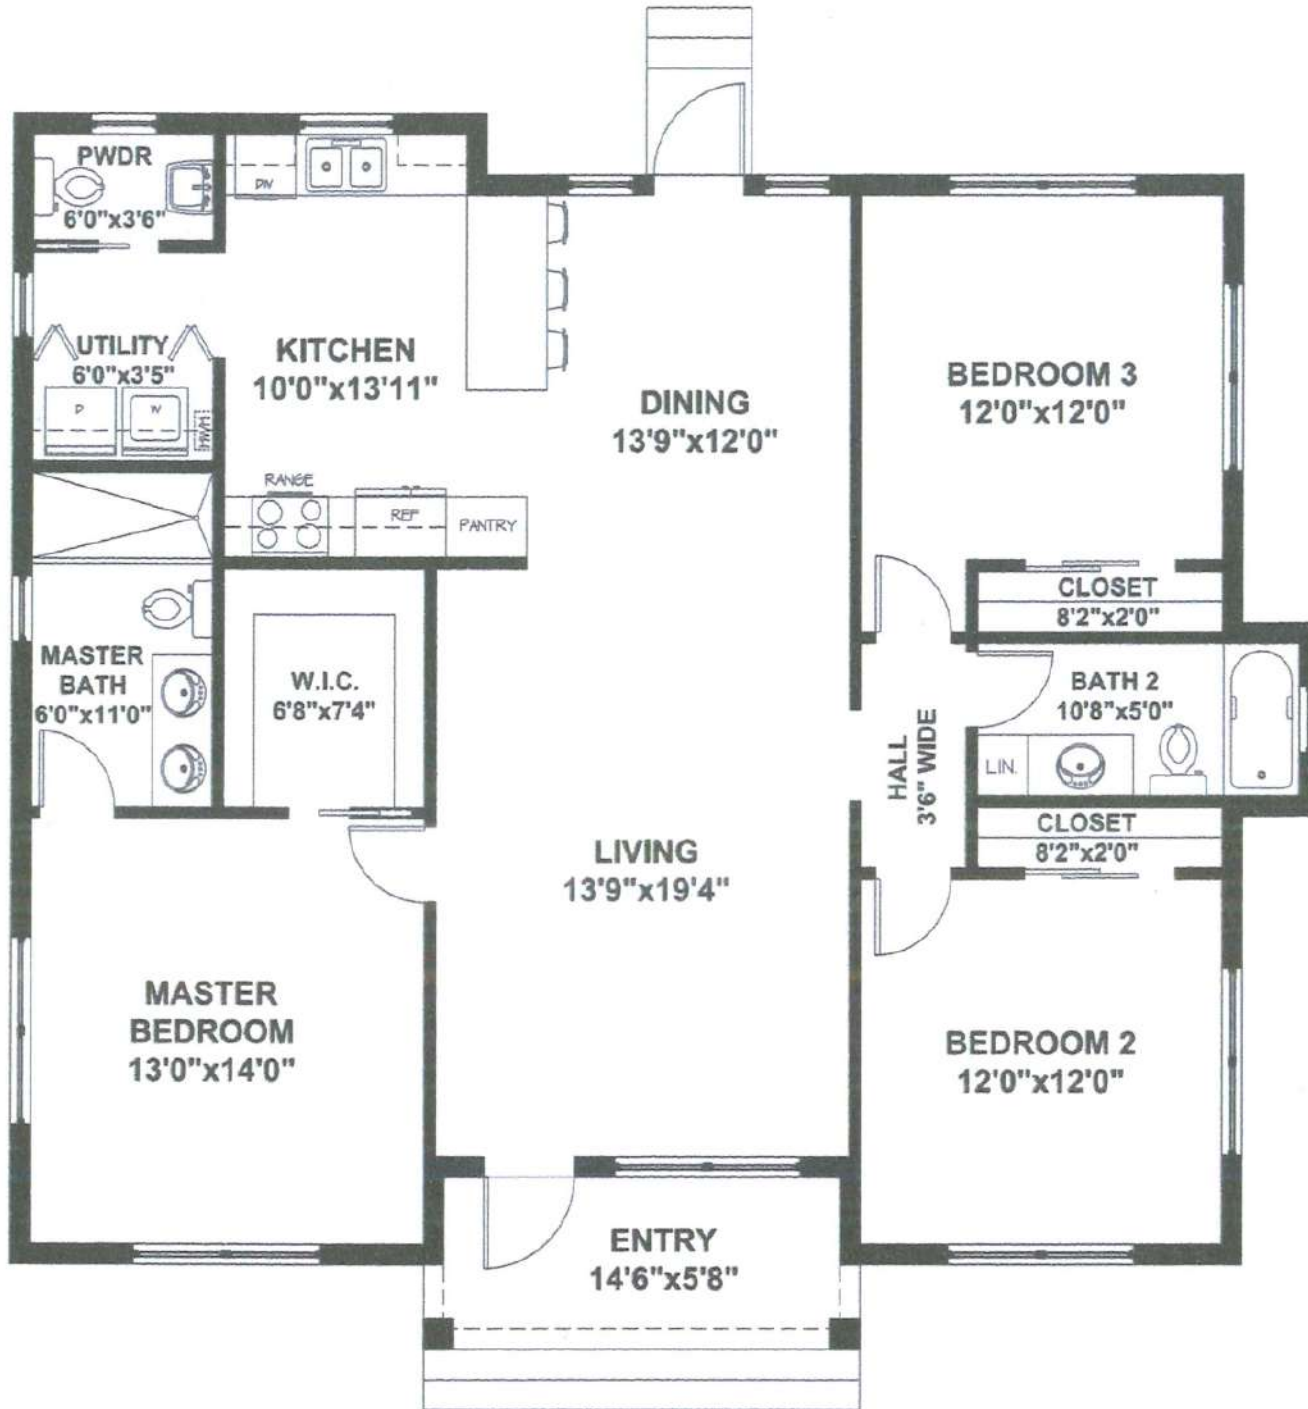 PWDR
6'0"x3'6"
DW
UTILITY
6'0"x3'5"
D
W
HWH
KITCHEN
10'0"x13'11"
RANGE
REF
PANTRY
DINING
13'9"x12'0"
BEDROOM 3
12'0"x12'0"
CLOSET
8'2"x2'0"
MASTER
BATH
6'0"x11'0"
W.I.C.
6'8"x7'4"
HALL
3'6" WIDE
BATH 2
10'8"x5'0"
LIN.
CLOSET
8'2"x2'0"
LIVING
13'9"x19'4"
MASTER
BEDROOM
13'0"x14'0"
BEDROOM 2
12'0"x12'0"
ENTRY
14'6"x5'8"